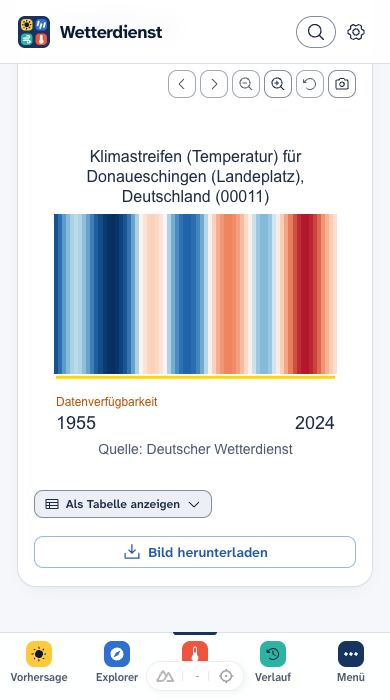 Wetterdienst
Klimastreifen (Temperatur) für
Donaueschingen (Landeplatz),
Deutschland (00011)
Datenverfügbarkeit
1955 2024
Quelle: Deutscher Wetterdienst
Als Tabelle anzeigen
Bild herunterladen
Vorhersage Explorer - Verlauf Menü